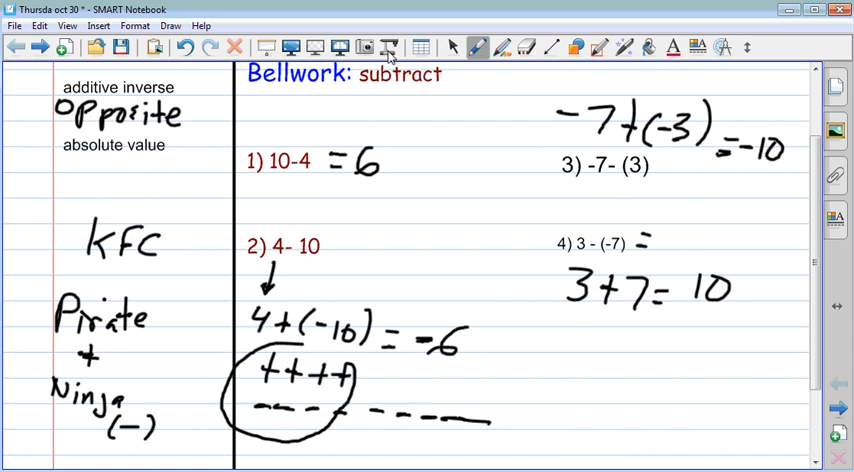 Thursda oct 30 * - SMART Notebook
File Edit View Insert Format Tools Draw Help
additive inverse
opposite
absolute value
KFC
Pirate
+
Ninja
(-)
Bellwork: subtract
1) 10-4 = 6
2) 4- 10
4+(-10) = -6
++++
----------
-7+(-3) = -10
3) -7- (3)
4) 3 - (-7) =
3+7= 10